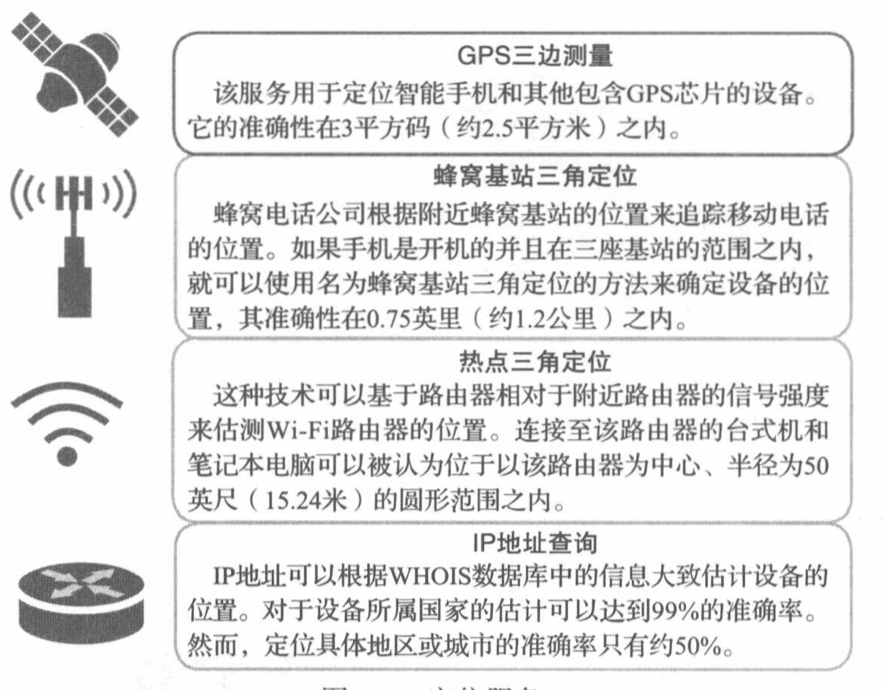 GPS三边测量
该服务用于定位智能手机和其他包含GPS芯片的设备。
它的准确性在3平方码（约2.5平方米）之内。
蜂窝基站三角定位
蜂窝电话公司根据附近蜂窝基站的位置来追踪移动电话
的位置。如果手机是开机的并且在三座基站的范围之内，
就可以使用名为蜂窝基站三角定位的方法来确定设备的位
置，其准确性在0.75英里（约1.2公里）之内。
热点三角定位
这种技术可以基于路由器相对于附近路由器的信号强度
来估测Wi-Fi路由器的位置。连接至该路由器的台式机和
笔记本电脑可以被认为位于以该路由器为中心、半径为50
英尺（15.24米）的圆形范围之内。
IP地址查询
IP地址可以根据WHOIS数据库中的信息大致估计设备的
位置。对于设备所属国家的估计可以达到99%的准确率。
然而，定位具体地区或城市的准确率只有约50%。